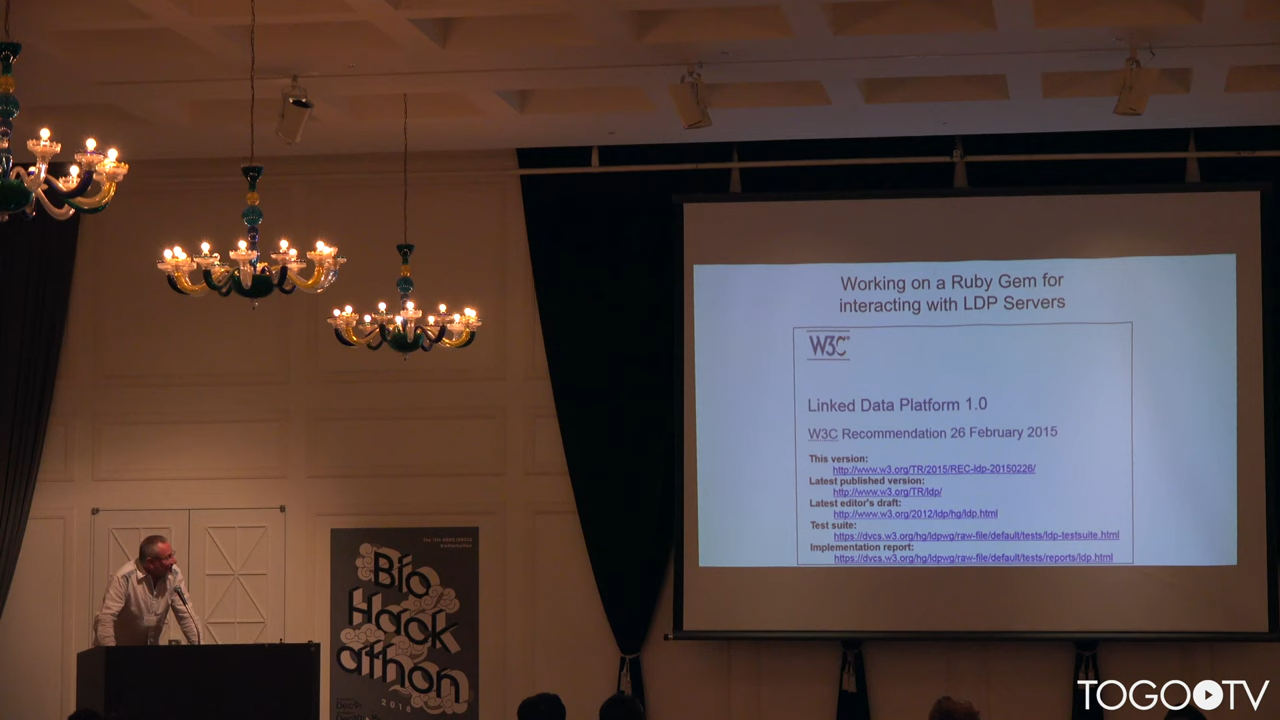 Working on a Ruby Gem for
interacting with LDP Servers
W3C
Linked Data Platform 1.0
W3C Recommendation 26 February 2015
This version:
http://www.w3.org/TR/2015/REC-ldp-20150226/
Latest published version:
http://www.w3.org/TR/ldp/
Latest editor's draft:
http://www.w3.org/2012/ldp/hg/ldp.html
Test suite:
https://dvcs.w3.org/hg/ldpwg/raw-file/default/tests/ldp-testsuite.html
Implementation report:
https://dvcs.w3.org/hg/ldpwg/raw-file/default/tests/reports/ldp.html
Bio
Hack
athon
2016
TOGOTV